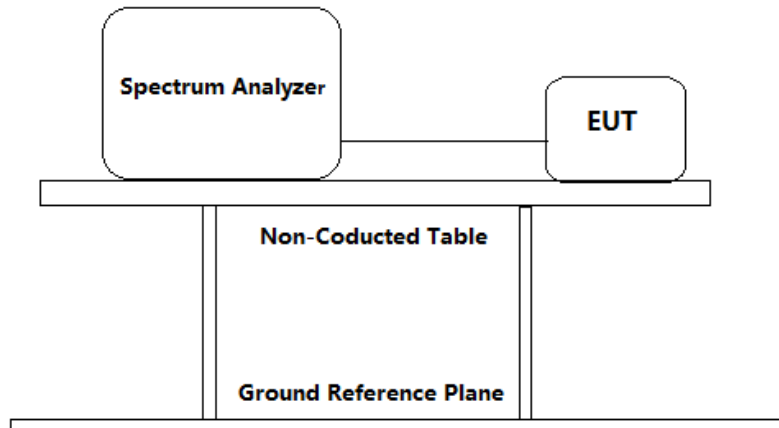 Spectrum Analyzer
EUT
Non-Coducted Table
Ground Reference Plane